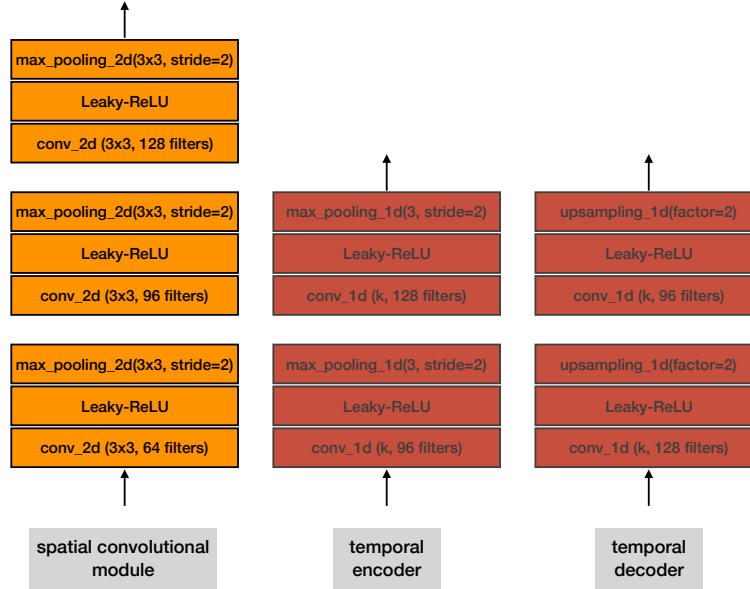 max_pooling_2d(3x3, stride=2)
Leaky-ReLU
conv_2d (3x3, 128 filters)
max_pooling_2d(3x3, stride=2)
Leaky-ReLU
conv_2d (3x3, 96 filters)
max_pooling_2d(3x3, stride=2)
Leaky-ReLU
conv_2d (3x3, 64 filters)
spatial convolutional
module
max_pooling_1d(3, stride=2)
Leaky-ReLU
conv_1d (k, 128 filters)
max_pooling_1d(3, stride=2)
Leaky-ReLU
conv_1d (k, 96 filters)
temporal
encoder
upsampling_1d(factor=2)
Leaky-ReLU
conv_1d (k, 96 filters)
upsampling_1d(factor=2)
Leaky-ReLU
conv_1d (k, 128 filters)
temporal
decoder